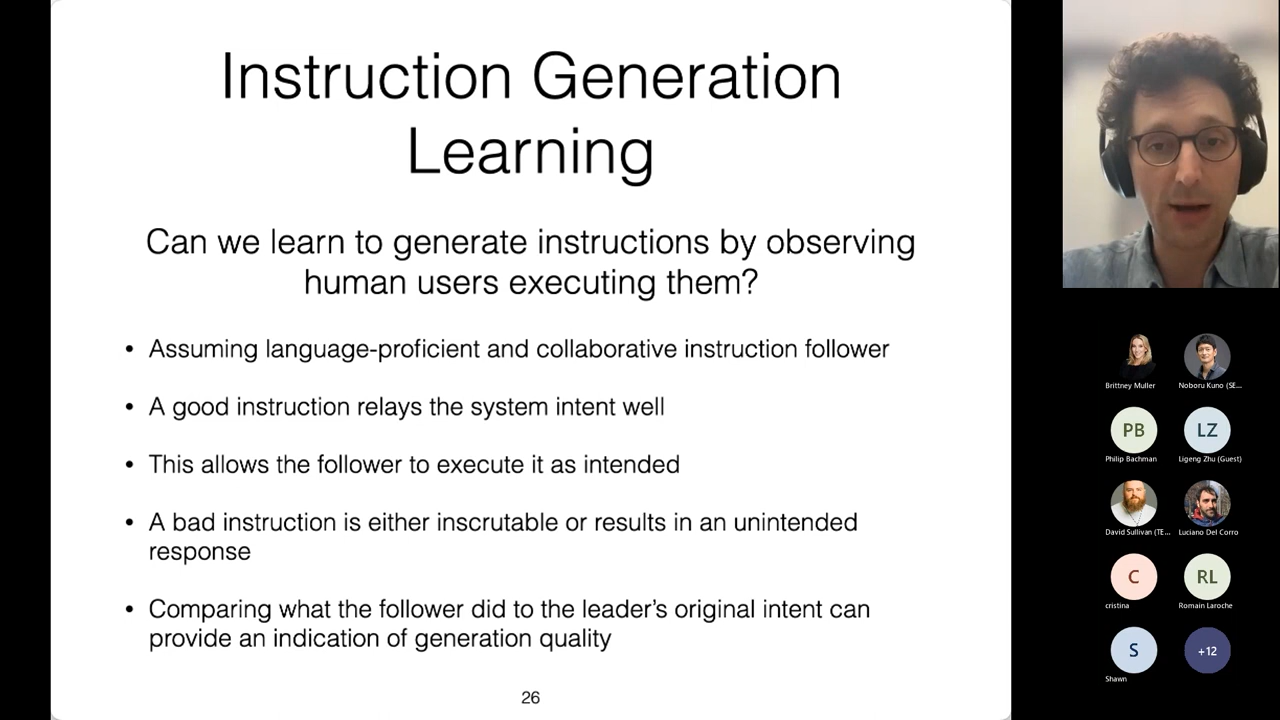 Instruction Generation
Learning
Can we learn to generate instructions by observing
human users executing them?
• Assuming language-proficient and collaborative instruction follower
• A good instruction relays the system intent well
• This allows the follower to execute it as intended
• A bad instruction is either inscrutable or results in an unintended
response
• Comparing what the follower did to the leader’s original intent can
provide an indication of generation quality
26
Brittney Muller
Noboru Kuno (SE...
PB
LZ
Philip Bachman
Ligeng Zhu (Guest)
David Sullivan (TE...
Luciano Del Corro
C
RL
cristina
Romain Laroche
S
+12
Shawn